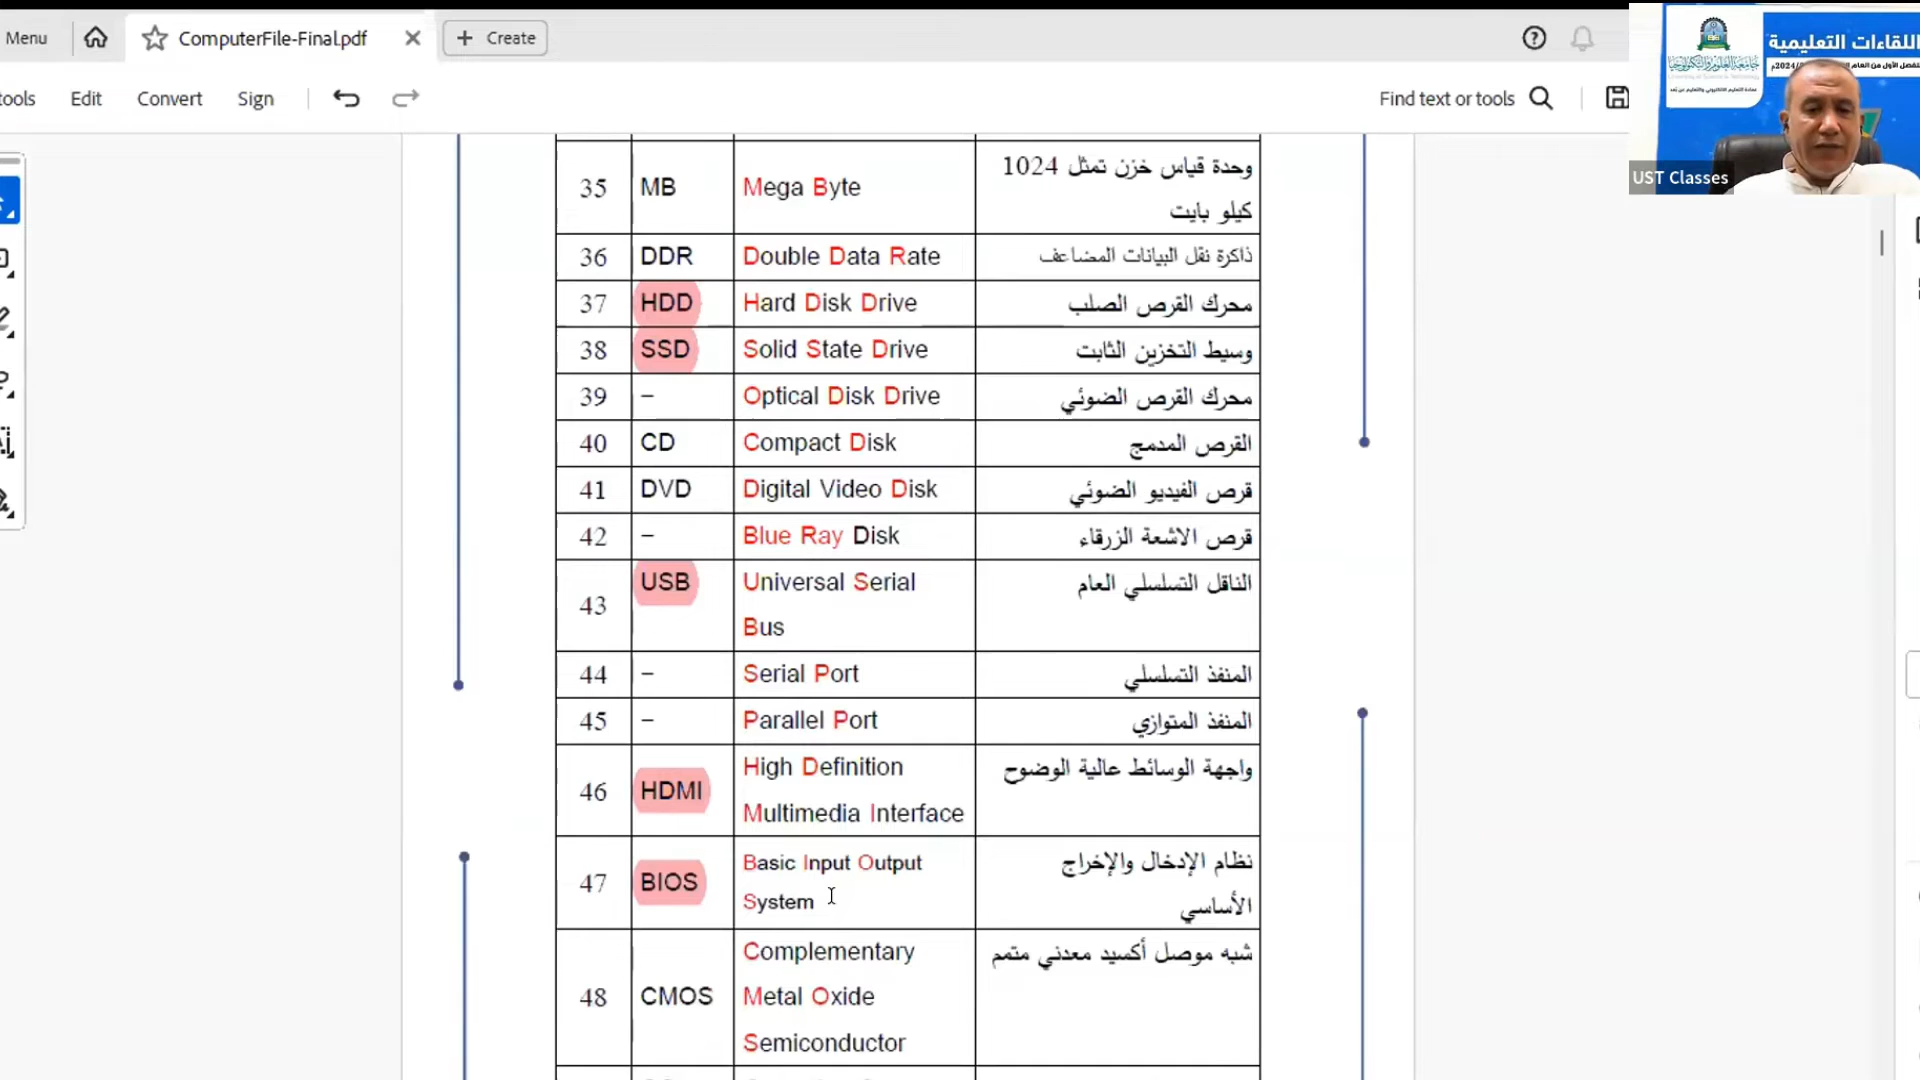 Menu
ComputerFile-Final.pdf
Create
tools
Edit
Convert
Sign
Find text or tools
اللقاءات التعليمية
UST Classes
35 MB Mega Byte وحدة قياس خزن تمثل 1024
كيلو بايت
36 DDR Double Data Rate ذاكرة نقل البيانات المضاعف
37 HDD Hard Disk Drive محرك القرص الصلب
38 SSD Solid State Drive وسيط التخزين الثابت
39 – Optical Disk Drive محرك القرص الضوئي
40 CD Compact Disk القرص المدمج
41 DVD Digital Video Disk قرص الفيديو الضوئي
42 – Blue Ray Disk قرص الاشعة الزرقاء
43 USB Universal Serial الناقل التسلسلي العام
Bus
44 – Serial Port المنفذ التسلسلي
45 – Parallel Port المنفذ المتوازي
46 HDMI High Definition واجهة الوسائط عالية الوضوح
Multimedia Interface
47 BIOS Basic Input Output نظام الإدخال والإخراج
System الأساسي
48 CMOS Complementary شبه موصل أكسيد معدني متمم
Metal Oxide
Semiconductor